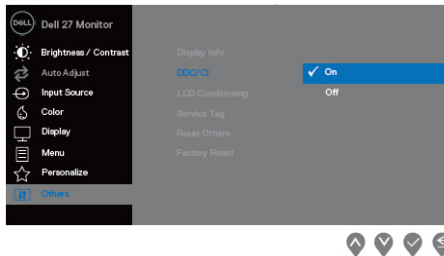 DELL Dell 27 Monitor
Brightness / Contrast
Auto Adjust
Input Source
Color
Display
Menu
Personalize
Others
Display Info
DDC/CI
LCD Conditioning
Service Tag
Reset Others
Factory Reset
On
Off